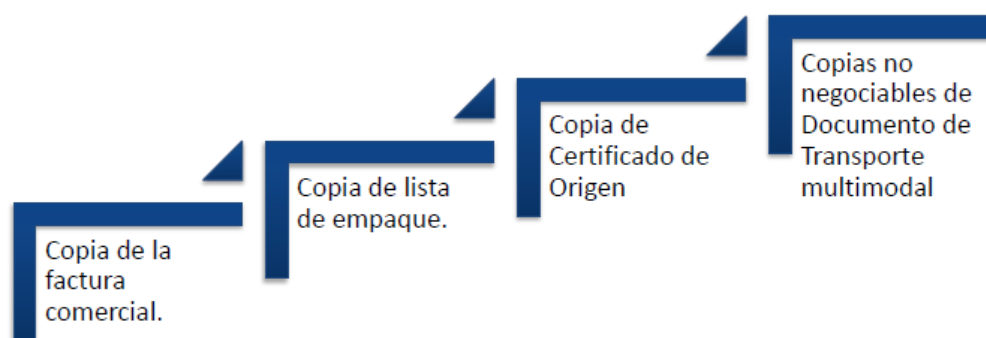 Copia de la
factura
comercial.
Copia de lista
de empaque.
Copia de
Certificado de
Origen
Copias no
negociables de
Documento de
Transporte
multimodal